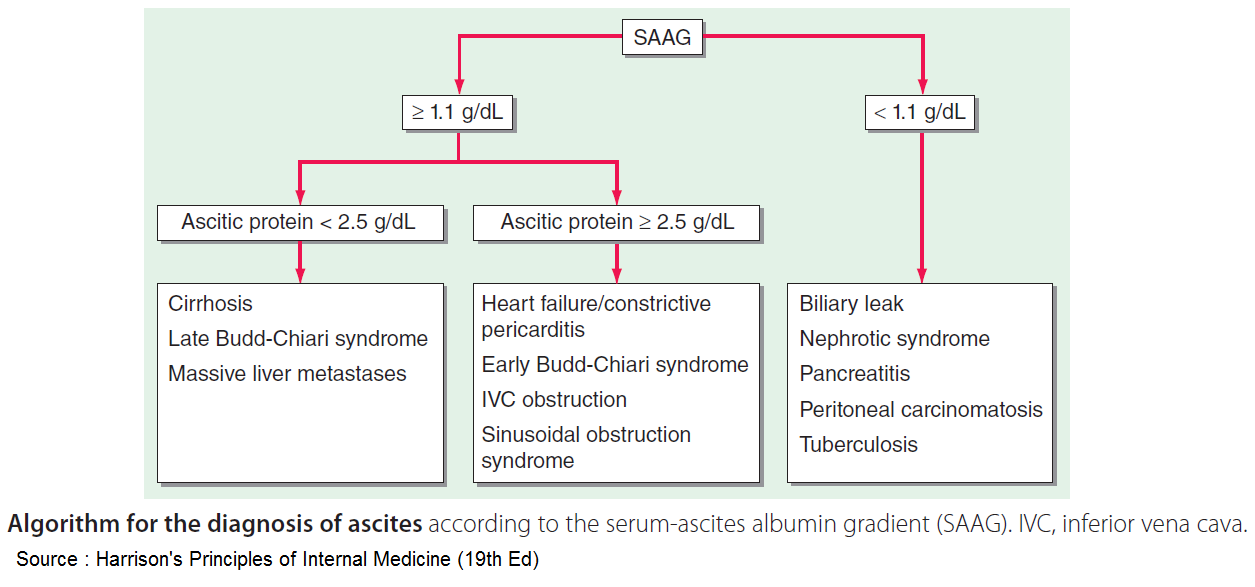 SAAG
≥ 1.1 g/dL
< 1.1 g/dL
Ascitic protein < 2.5 g/dL
Ascitic protein ≥ 2.5 g/dL
Cirrhosis
Late Budd-Chiari syndrome
Massive liver metastases
Heart failure/constrictive
pericarditis
Early Budd-Chiari syndrome
IVC obstruction
Sinusoidal obstruction
syndrome
Biliary leak
Nephrotic syndrome
Pancreatitis
Peritoneal carcinomatosis
Tuberculosis
Algorithm for the diagnosis of ascites according to the serum-ascites albumin gradient (SAAG). IVC, inferior vena cava.
Source : Harrison's Principles of Internal Medicine (19th Ed)